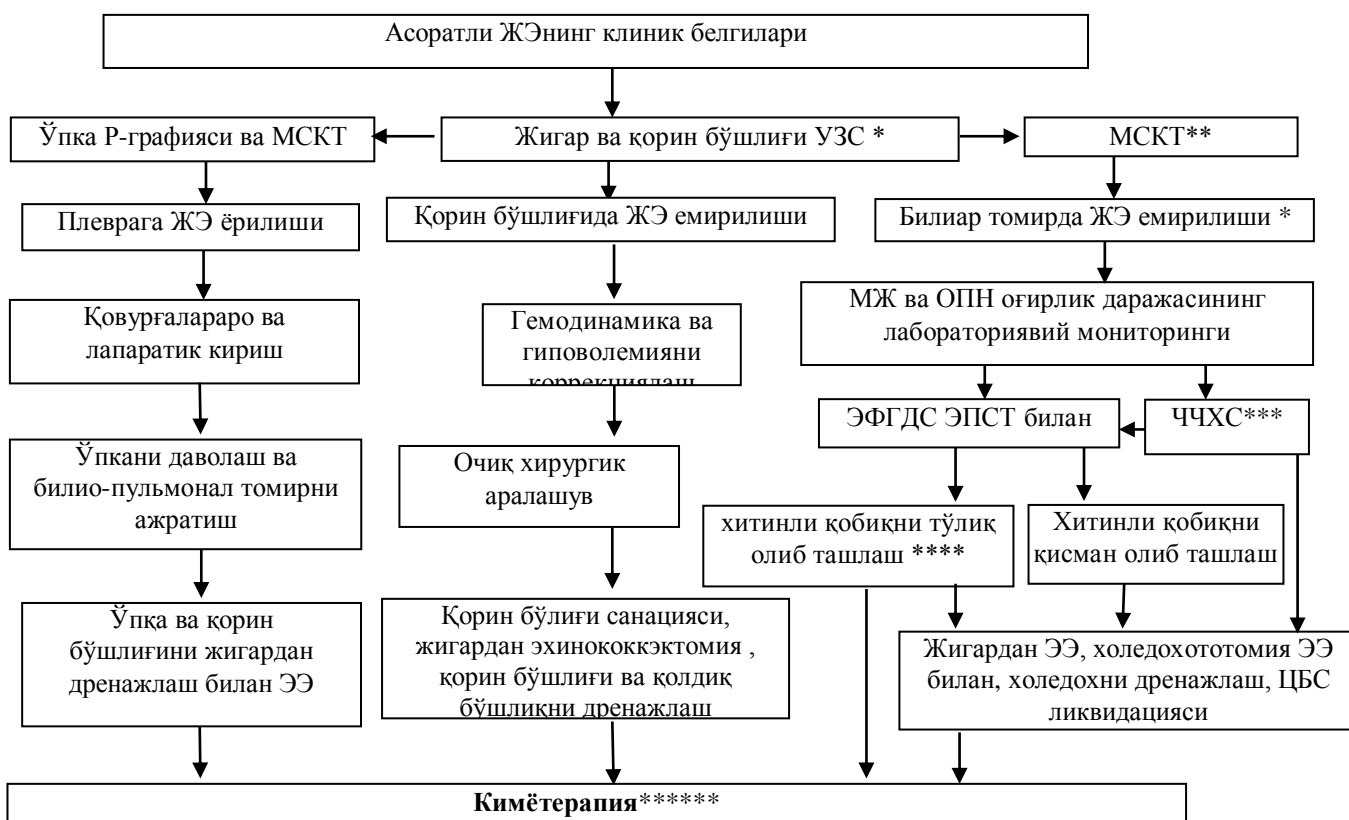 Асоратли ЖЭнинг клиник белгилари
Ўпка Р-графияси ва МСКТ
Жигар ва қорин бўшлиғи УЗС *
МСКТ**
Плеврага ЖЭ ёрилиши
Қорин бўшлиғида ЖЭ емирилиши
Билиар томирда ЖЭ емирилиши *
Қовурғалараро ва
лапаратик кириш
Гемодинамика ва
гиповолемияни
коррекциялаш
МЖ ва ОПН оғирлик даражасининг
лабораториявий мониторинги
ЭФГДС ЭПСТ билан
ЧЧХС***
Ўпкани даволаш ва
билио-пульмонал томирни
ажратиш
Очиқ хирургик
аралашув
хитинли қобиқни тўлиқ
олиб ташлаш ****
Хитинли қобиқни
қисман олиб ташлаш
Ўпқа ва қорин
бўшлиғини жигардан
дренажлаш билан ЭЭ
Қорин бўлиғи санацияси,
жигардан эхинококкэктомия ,
қорин бўшлиғи ва қолдиқ
бўшлиқни дренажлаш
Жигардан ЭЭ, холедохототомия ЭЭ
билан, холедохни дренажлаш, ЦБС
ликвидацияси
Кимётерапия******